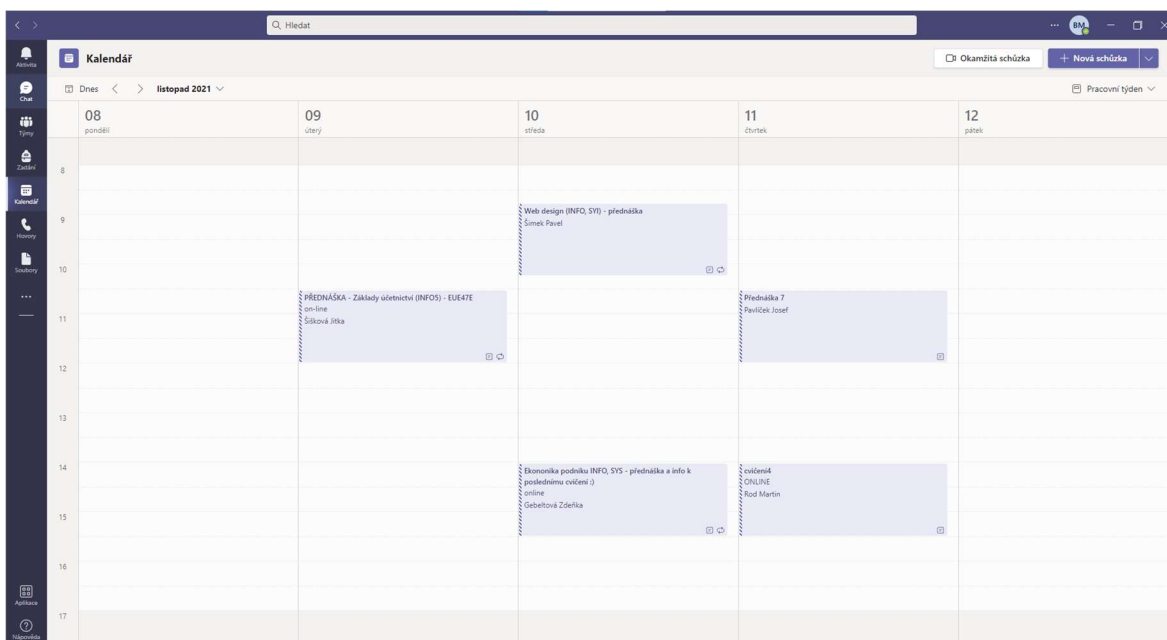 Hledat
...
BM
Aktivita
Kalendář
Okamžitá schůzka
+ Nová schůzka
Chat
Dnes
listopad 2021
Pracovní týden
Týmy
08
pondělí
09
úterý
10
středa
11
čtvrtek
12
pátek
Zadání
Kalendář
Hovory
Soubory
...
8
9
10
11
12
13
14
15
16
17
PŘEDNÁŠKA - Základy účetnictví (INFO5) - EUE47E
on-line
Šišková Jitka
Web design (INFO, SYI) - přednáška
Šimek Pavel
Ekononika podniku INFO, SYS - přednáška a info k
poslednímu cvičení :)
online
Gebeltová Zdeňka
Přednáška 7
Pavlíček Josef
cvičení4
ONLINE
Rod Martin
Aplikace
Nápověda